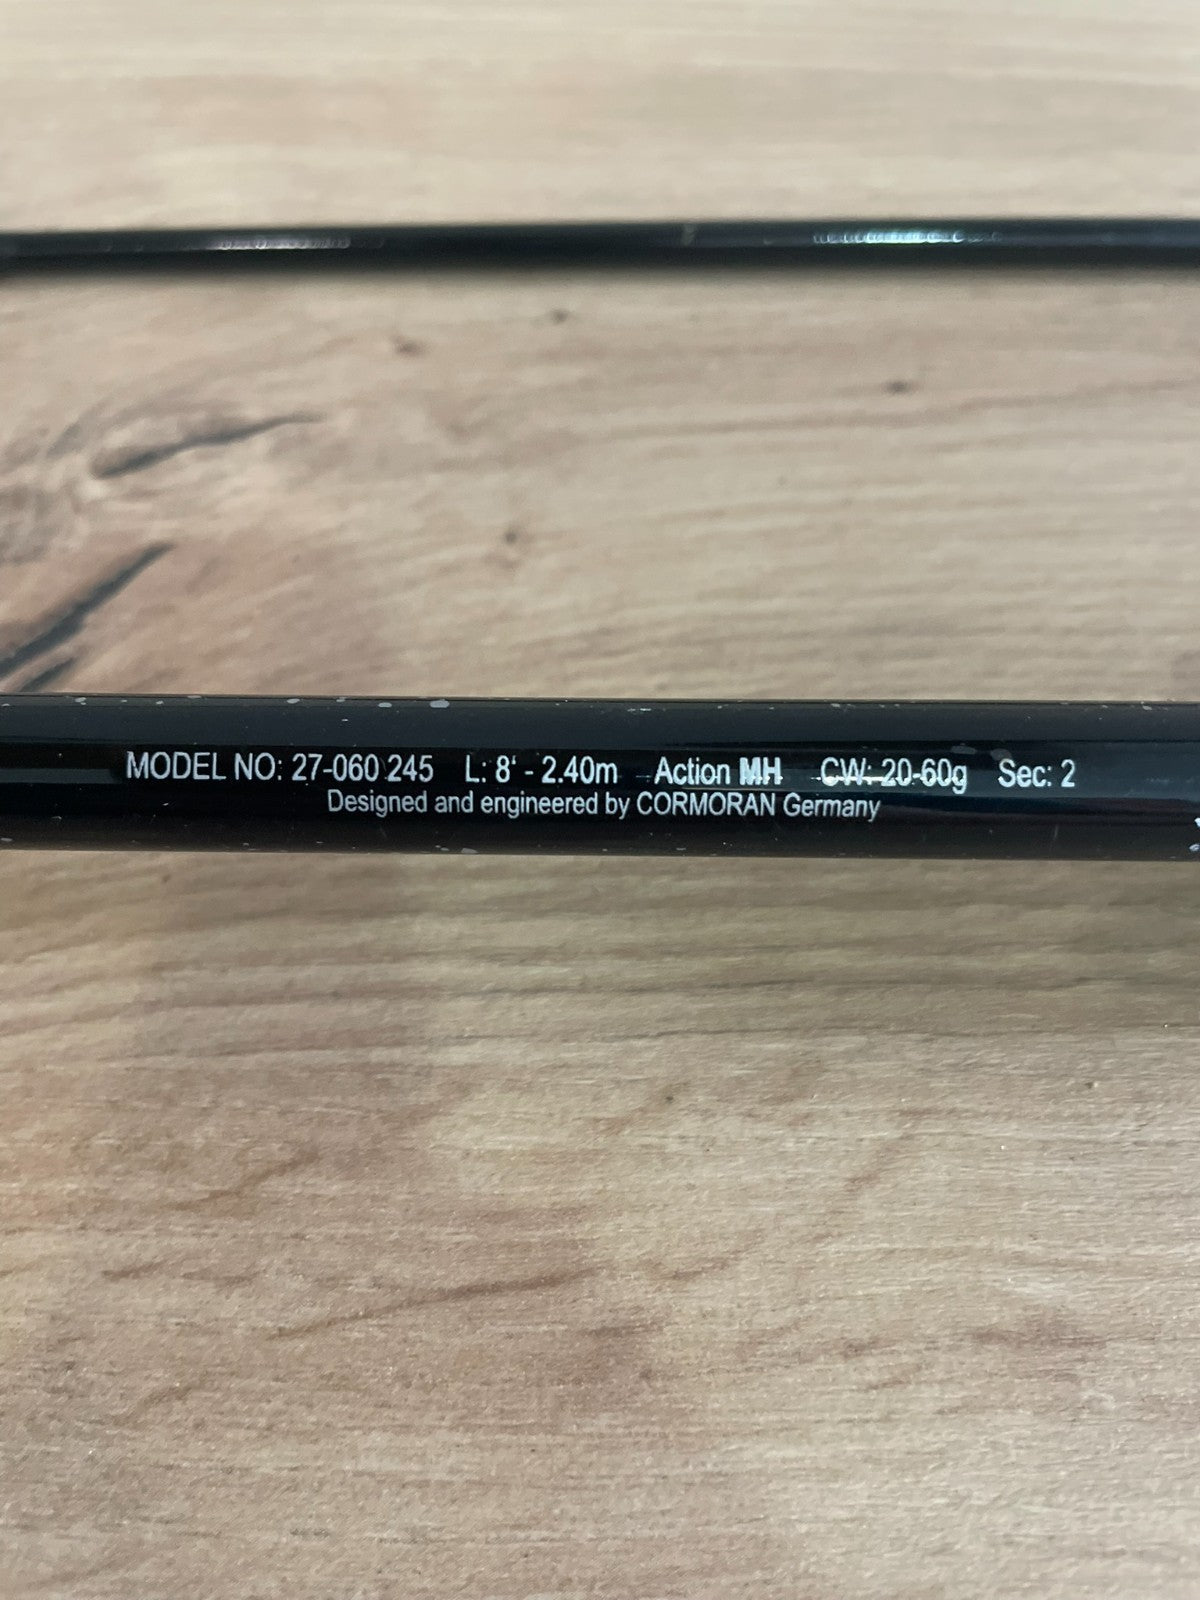 MODEL NO: 27-060 245 L: 8' - 2.40m Action MH CW: 20-60g Sec: 2
Designed and engineered by CORMORAN Germany